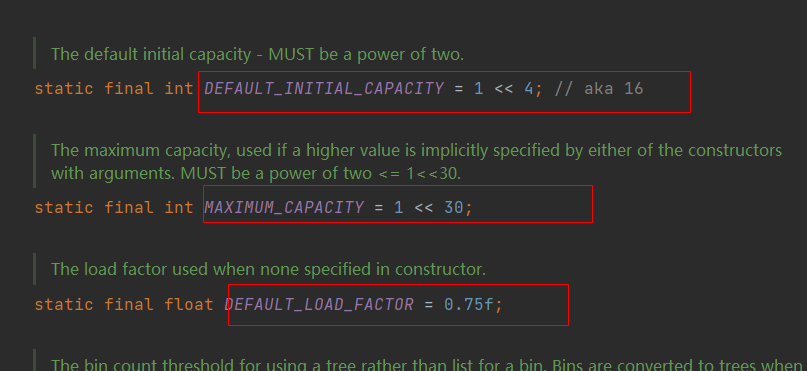 The default initial capacity - MUST be a power of two.
static final int DEFAULT_INITIAL_CAPACITY = 1 << 4; // aka 16
The maximum capacity, used if a higher value is implicitly specified by either of the constructors
with arguments. MUST be a power of two <= 1<<30.
static final int MAXIMUM_CAPACITY = 1 << 30;
The load factor used when none specified in constructor.
static final float DEFAULT_LOAD_FACTOR = 0.75f;
The bin count threshold for using a tree rather than list for a bin. Bins are converted to trees when